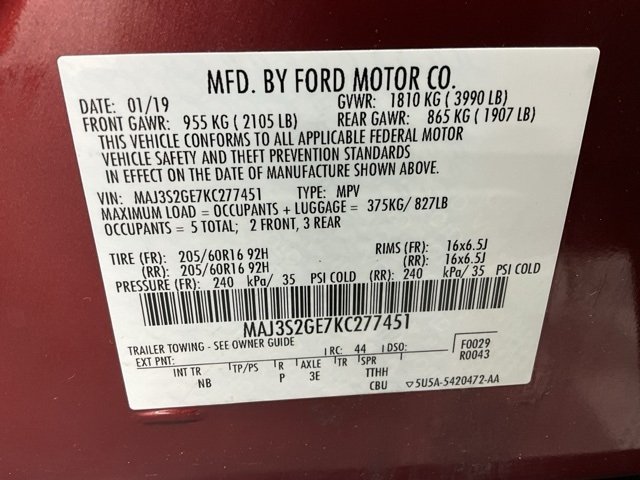 MFD. BY FORD MOTOR CO.
DATE: 01/19 GVWR: 1810 KG ( 3990 LB)
FRONT GAWR: 955 KG ( 2105 LB) REAR GAWR: 865 KG ( 1907 LB)
THIS VEHICLE CONFORMS TO ALL APPLICABLE FEDERAL MOTOR
VEHICLE SAFETY AND THEFT PREVENTION STANDARDS
IN EFFECT ON THE DATE OF MANUFACTURE SHOWN ABOVE.
VIN: MAJ3S2GE7KC277451 TYPE: MPV
MAXIMUM LOAD = OCCUPANTS + LUGGAGE = 375KG/ 827LB
OCCUPANTS = 5 TOTAL; 2 FRONT, 3 REAR
TIRE (FR): 205/60R16 92H RIMS (FR): 16x6.5J
(RR): 205/60R16 92H (RR): 16x6.5J
PRESSURE (FR): 240 kPa/ 35 PSI COLD (RR): 240 kPa/ 35 PSI COLD
MAJ3S2GE7KC277451
TRAILER TOWING - SEE OWNER GUIDE
EXT PNT: RC: 44 DSO: F0029
R0043
INT TR TP/PS R AXLE TR SPR
NB P 3E TTHH
CBU 5U5A-5420472-AA